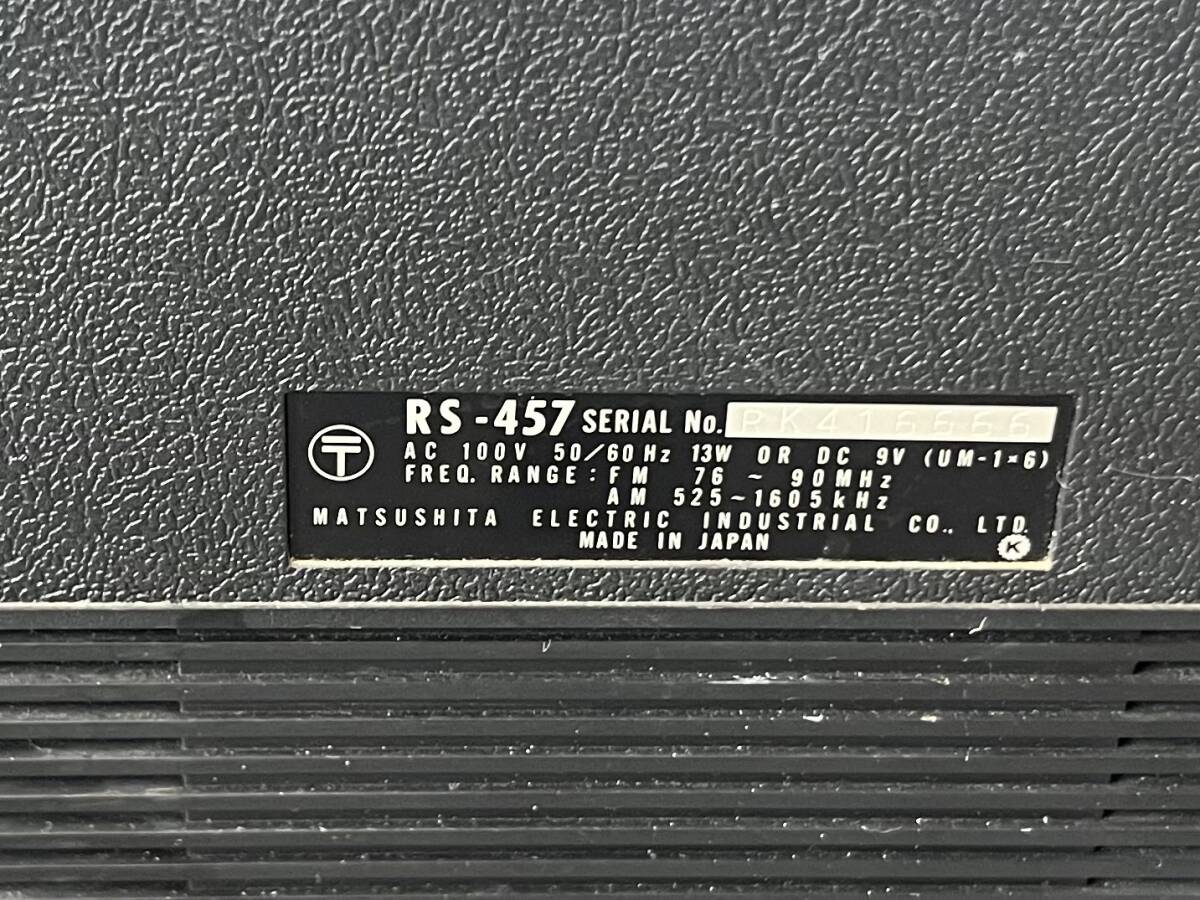 RS-457 SERIAL No.
AC 100V 50/60Hz 13W OR DC 9V (UM-1×6)
FREQ. RANGE: FM 76 ~ 90MHz
AM 525~1605kHz
MATSUSHITA ELECTRIC INDUSTRIAL CO., LTD.
MADE IN JAPAN
K
T